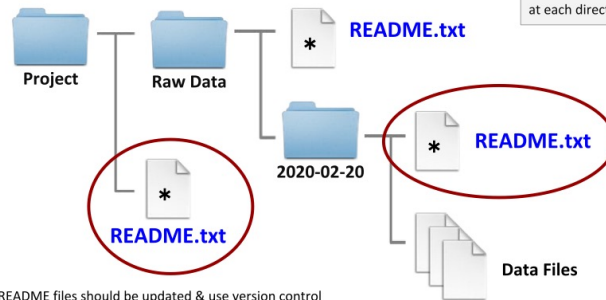 at each direct
README.txt
*
Project
Raw Data
*
README.txt
2020-02-20
*
README.txt
Data Files
README files should be updated & use version control